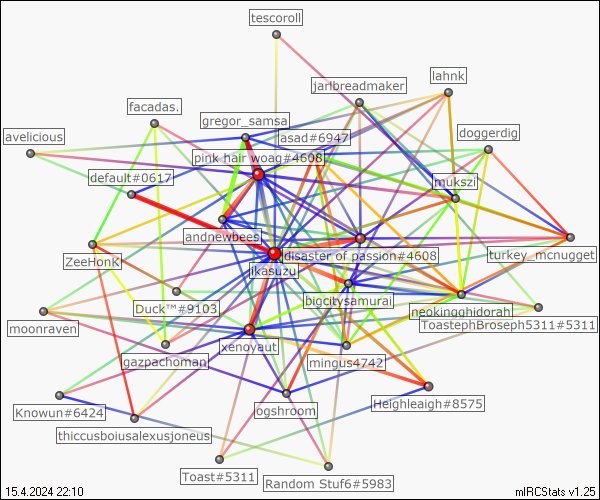 tescoroll
lahnk
jarlbreadmaker
facadas.
gregor_samsa
doggerdig
avelicious
asad#6947
pink hair woag#4608
default#0617
mukszil
andnewbees
ZeeHonk
disaster of passion#4608
turkey_mcnugget
ikasuzu
bigcitysamurai
Duck™#9103
neokingghidorah
ToastephBroseph5311#5311
moonraven
xenoyaut
gazpachoman
mingus4742
Heighleaigh#8575
Knowun#6424
ogshroom
thiccusboiusalexusjoneus
Toast#5311
Random Stuf6#5983
15.4.2024 22:10
mIRCStats v1.25